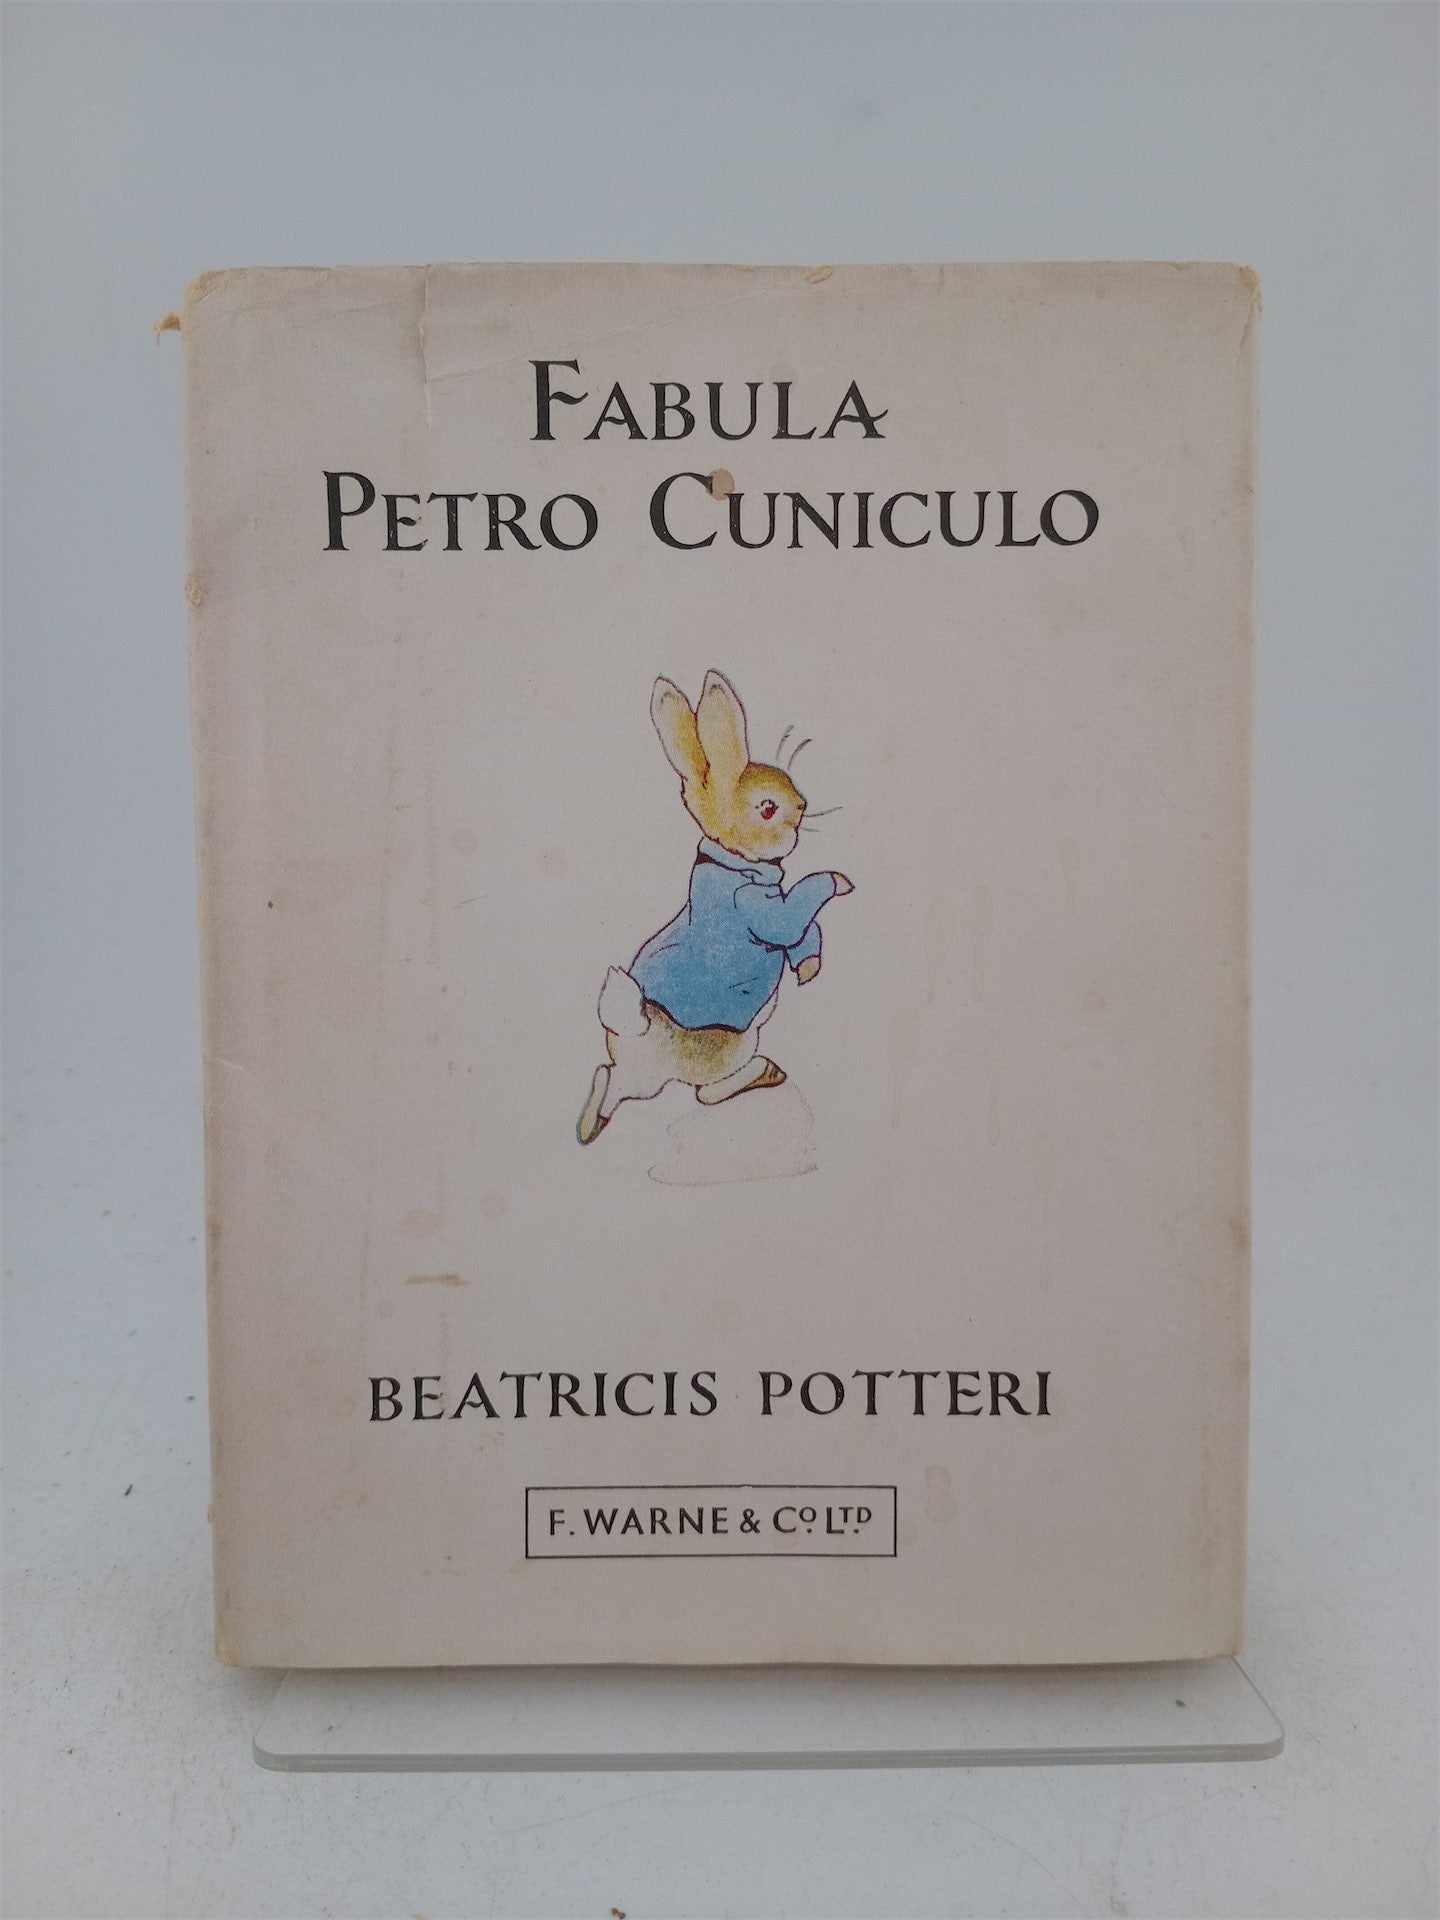 FABULA
PETRO CUNICULO
BEATRICIS POTTERI
F. WARNE & Cº. LTD.